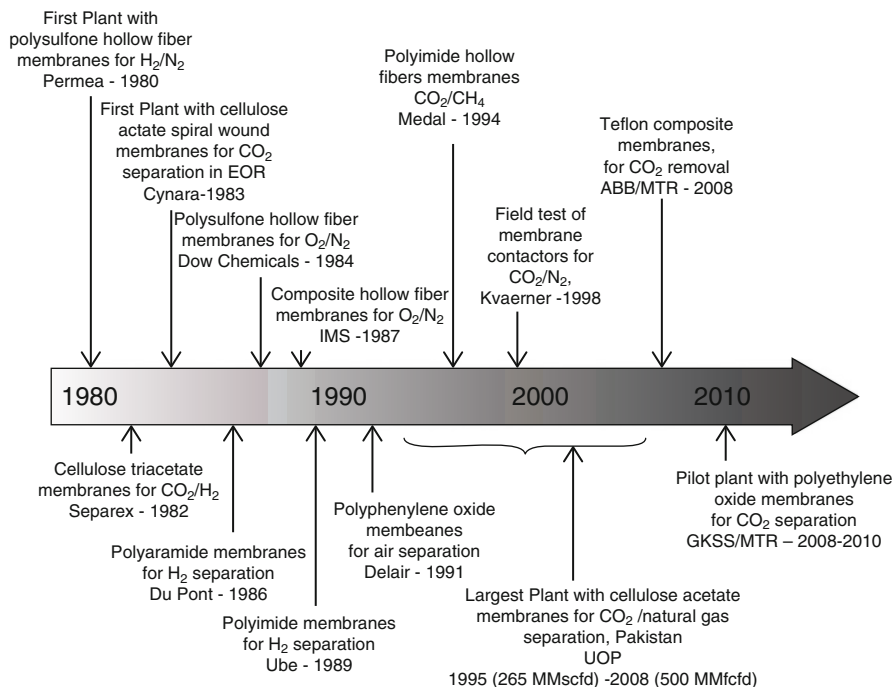 First Plant with
polysulfone hollow fiber
membranes for H₂/N₂
Permea - 1980
First Plant with cellulose
actate spiral wound
membranes for CO₂
separation in EOR
Cynara-1983
Polysulfone hollow fiber
membranes for O₂/N₂
Dow Chemicals - 1984
Composite hollow fiber
membranes for O₂/N₂
IMS -1987
Polyimide hollow
fibers membranes
CO₂/CH₄
Medal - 1994
Field test of
membrane
contactors for
CO₂/N₂,
Kvaerner -1998
Teflon composite
membranes,
for CO₂ removal
ABB/MTR - 2008
1980 1990 2000 2010
Cellulose triacetate
membranes for CO₂/H₂
Separex - 1982
Polyaramide membranes
for H₂ separation
Du Pont - 1986
Polyimide membranes
for H₂ separation
Ube - 1989
Polyphenylene oxide
membeanes
for air separation
Delair - 1991
Largest Plant with cellulose acetate
membranes for CO₂ /natural gas
separation, Pakistan
UOP
1995 (265 MMscfd) -2008 (500 MMfcfd)
Pilot plant with polyethylene
oxide membranes
for CO₂ separation
GKSS/MTR – 2008-2010